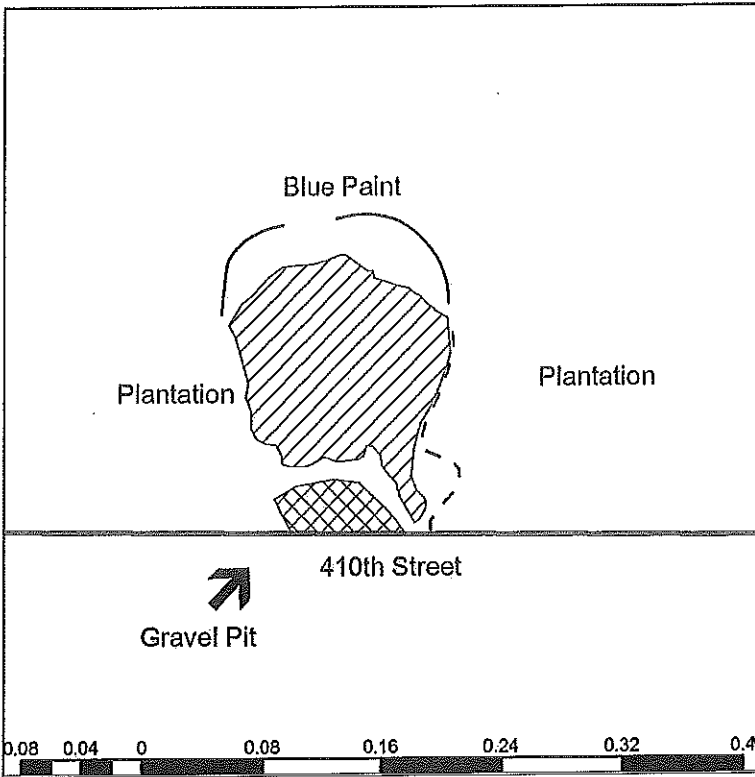 Blue Paint
Plantation
Plantation
410th Street
Gravel Pit
0.08 0.04 0 0.08 0.16 0.24 0.32 0.4